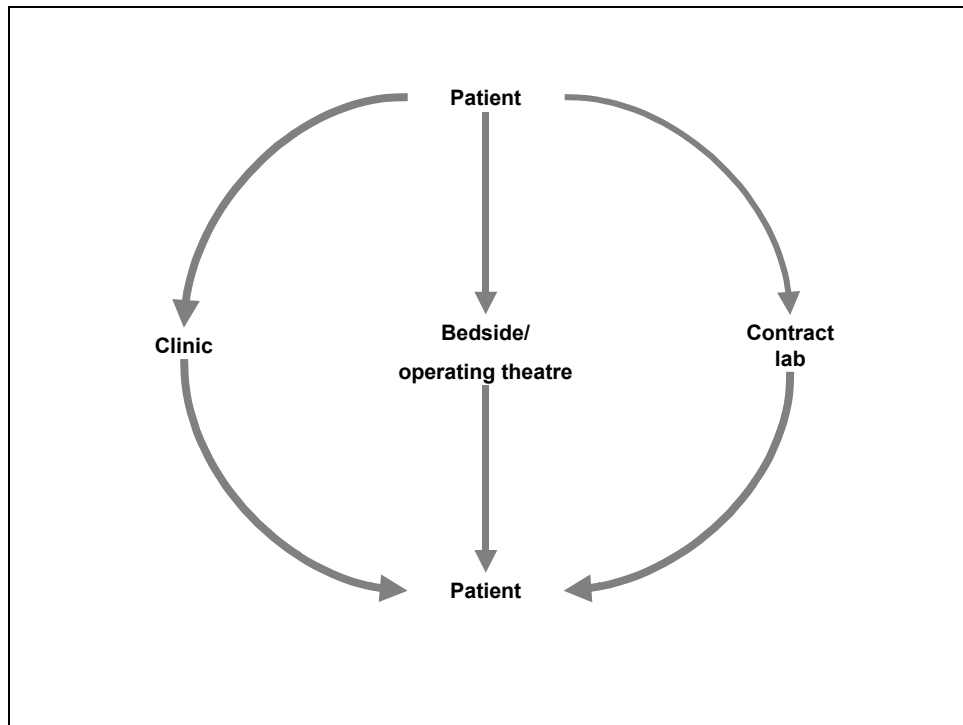 Patient
Clinic
Bedside/
operating theatre
Contract
lab
Patient